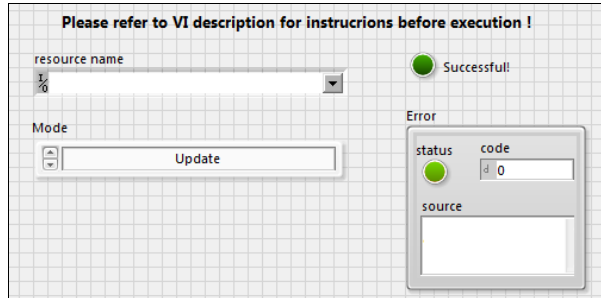 Please refer to VI description for instrucrions before execution !
resource name
I/O
Successful!
Mode
Update
Error
status
code
d 0
source